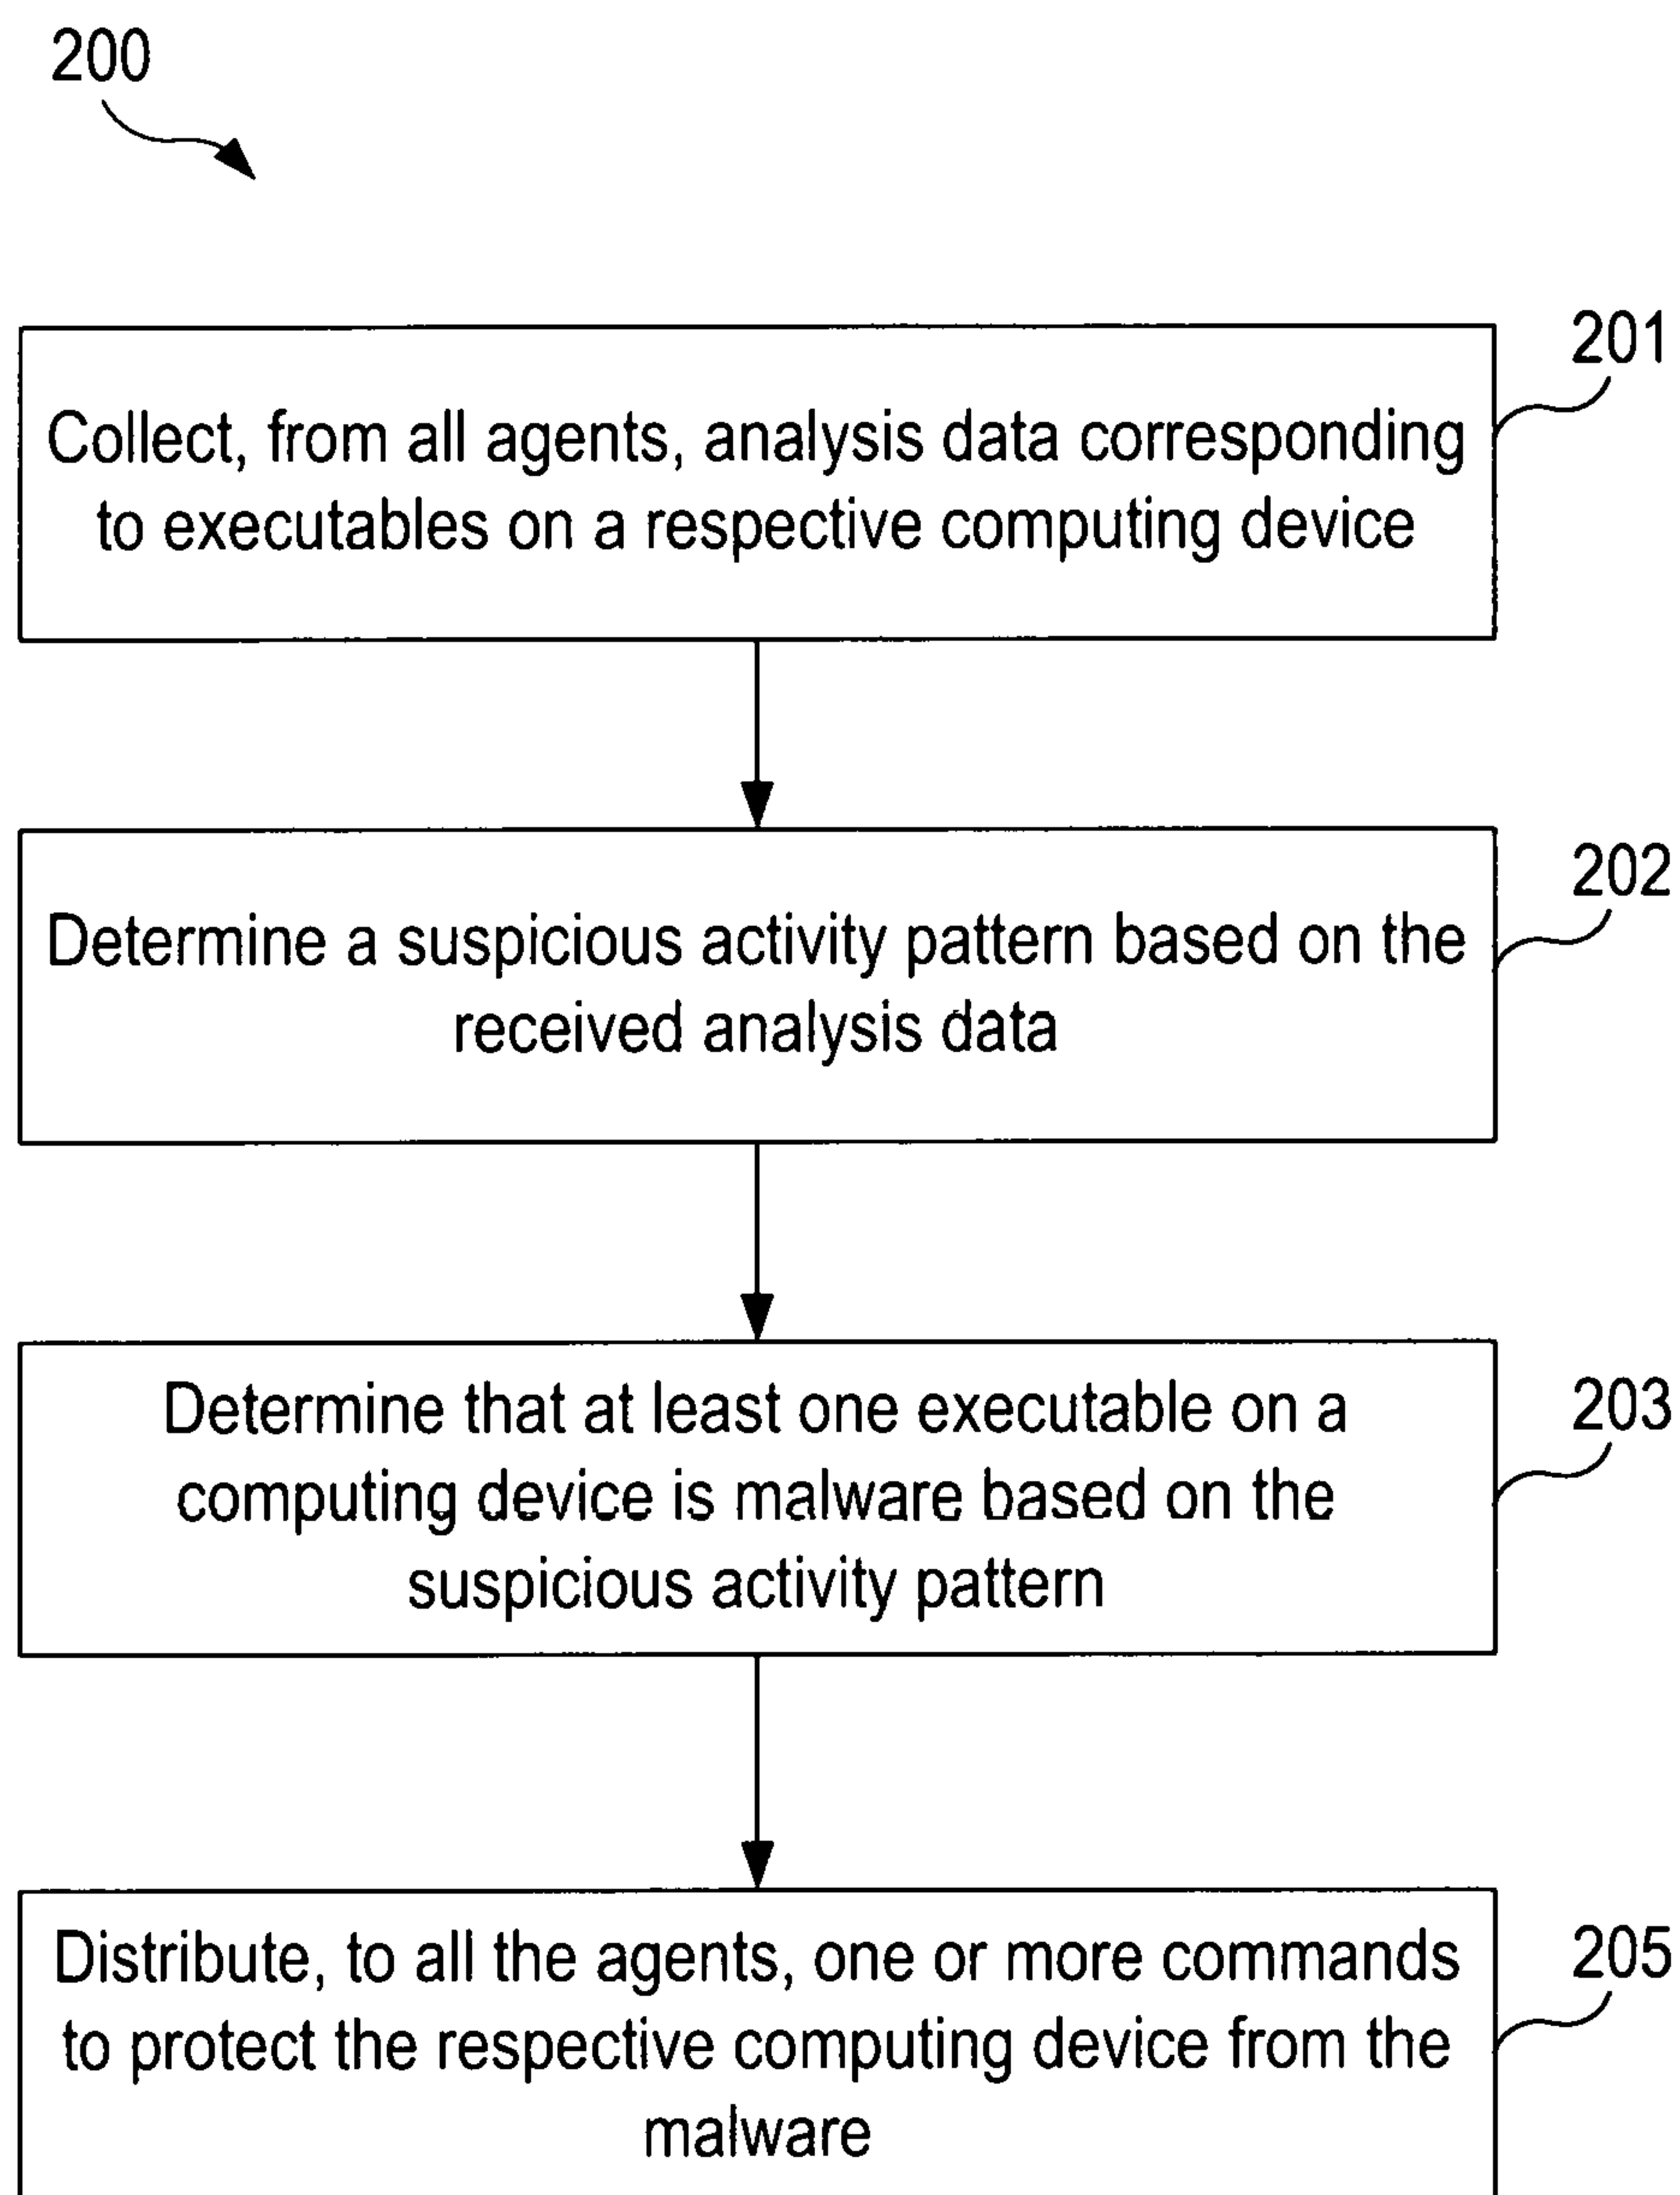 200
201
Collect, from all agents, analysis data corresponding
to executables on a respective computing device
202
Determine a suspicious activity pattern based on the
received analysis data
203
Determine that at least one executable on a
computing device is malware based on the
suspicious activity pattern
205
Distribute, to all the agents, one or more commands
to protect the respective computing device from the
malware